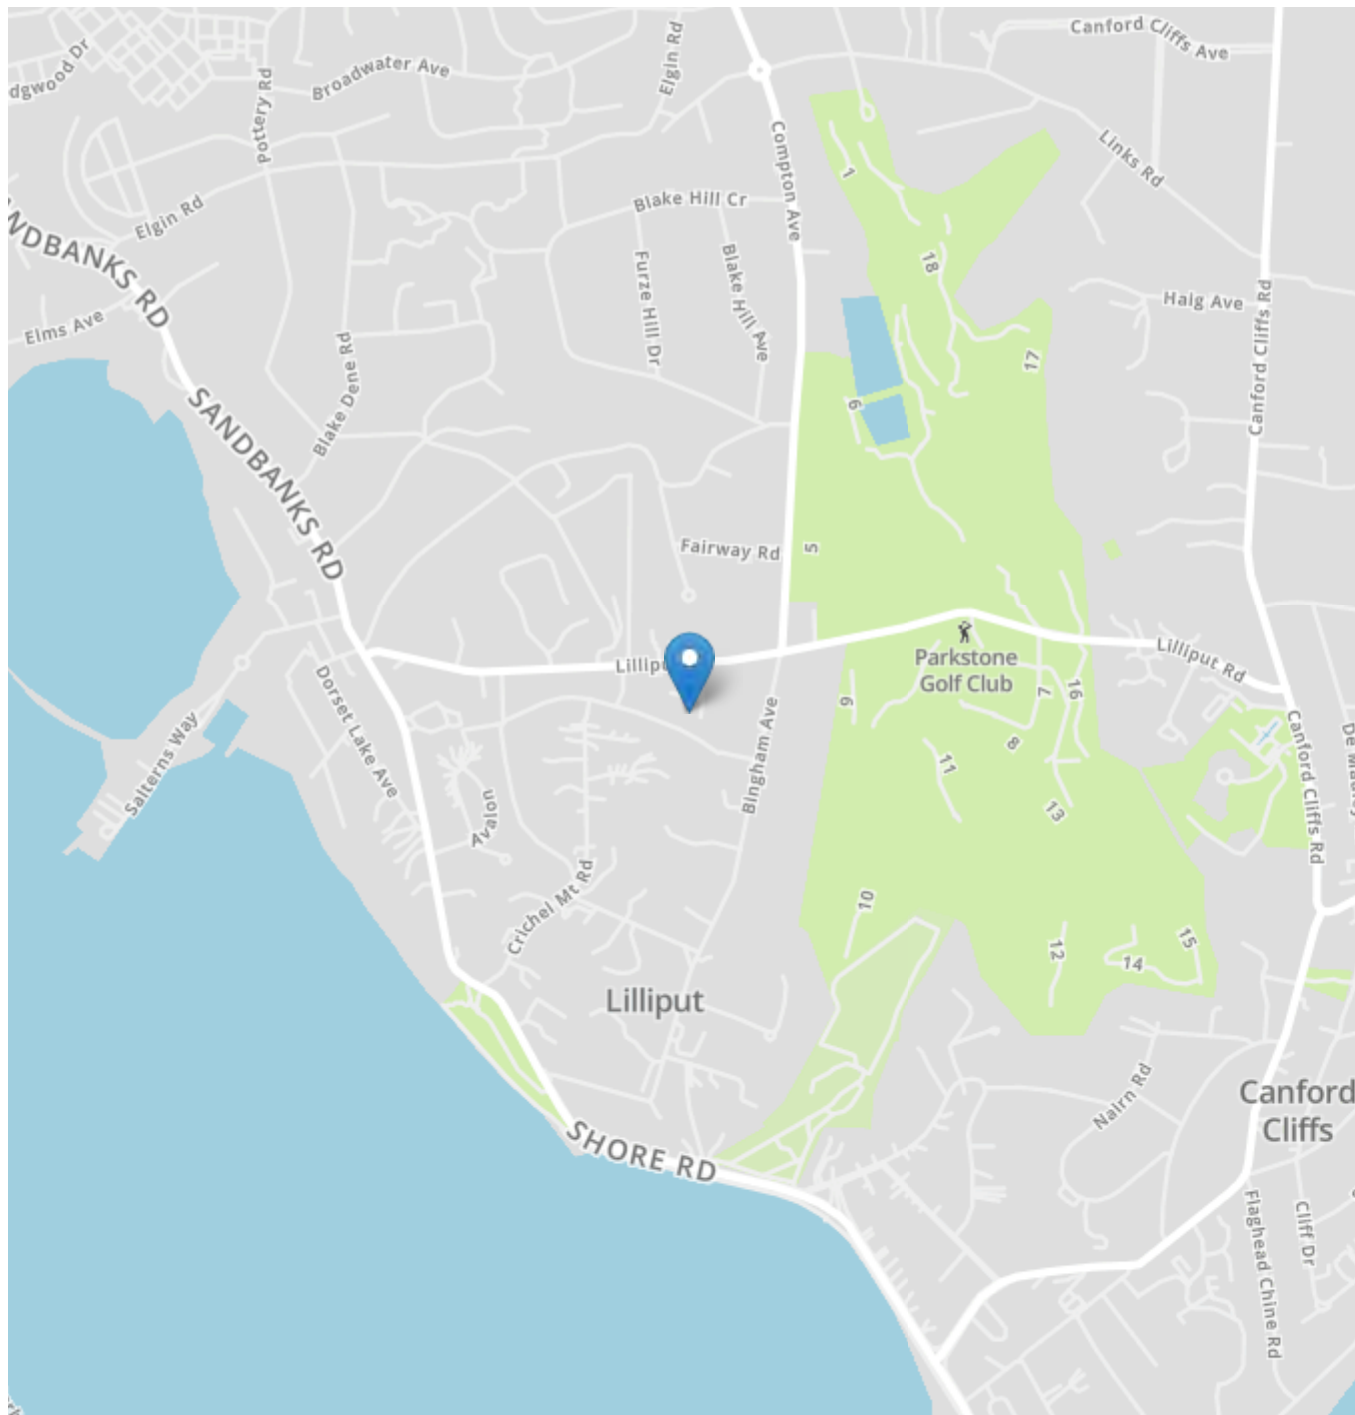 Canford Cliffs Ave
Elgin Rd
dgwood Dr
Broadwater Ave
Pottery Rd
Compton Ave
Links Rd
1
Blake Hill Cr
Elgin Rd
NDBANKS RD
18
Furze Hill Dr
Blake Hill Ave
Haig Ave
Canford Cliffs Rd
Elms Ave
17
Blake Dene Rd
SANDBANKS RD
9
Fairway Rd
5
Lilliput
Lilliput Rd
Parkstone
Golf Club
Dorset Lake Ave
6
7
16
Salterns Way
Bingham Ave
8
Canford Cliffs Rd
11
Avalon
13
Crichel Mt Rd
10
12
14
15
Lilliput
Nairn Rd
Canford
Cliffs
SHORE RD
Flaghead Chine Rd
Cliff Dr